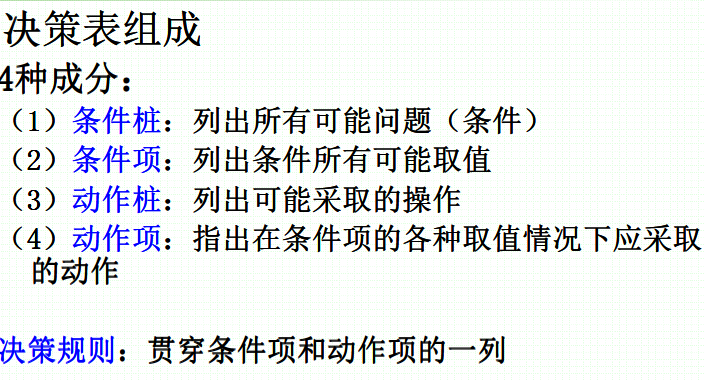 决策表组成
4种成分：
（1）条件桩：列出所有可能问题（条件）
（2）条件项：列出条件所有可能取值
（3）动作桩：列出可能采取的操作
（4）动作项：指出在条件项的各种取值情况下应采取
的动作
决策规则：贯穿条件项和动作项的一列